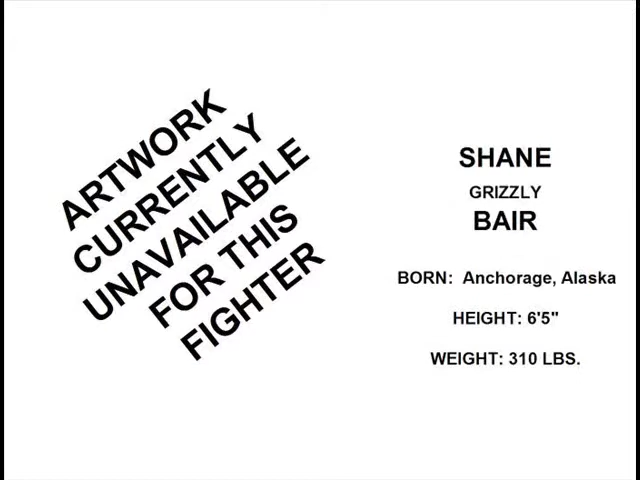 ARTWORK
CURRENTLY
UNAVAILABLE
FOR THIS
FIGHTER
SHANE
GRIZZLY
BAIR
BORN:  Anchorage, Alaska
HEIGHT: 6'5"
WEIGHT: 310 LBS.